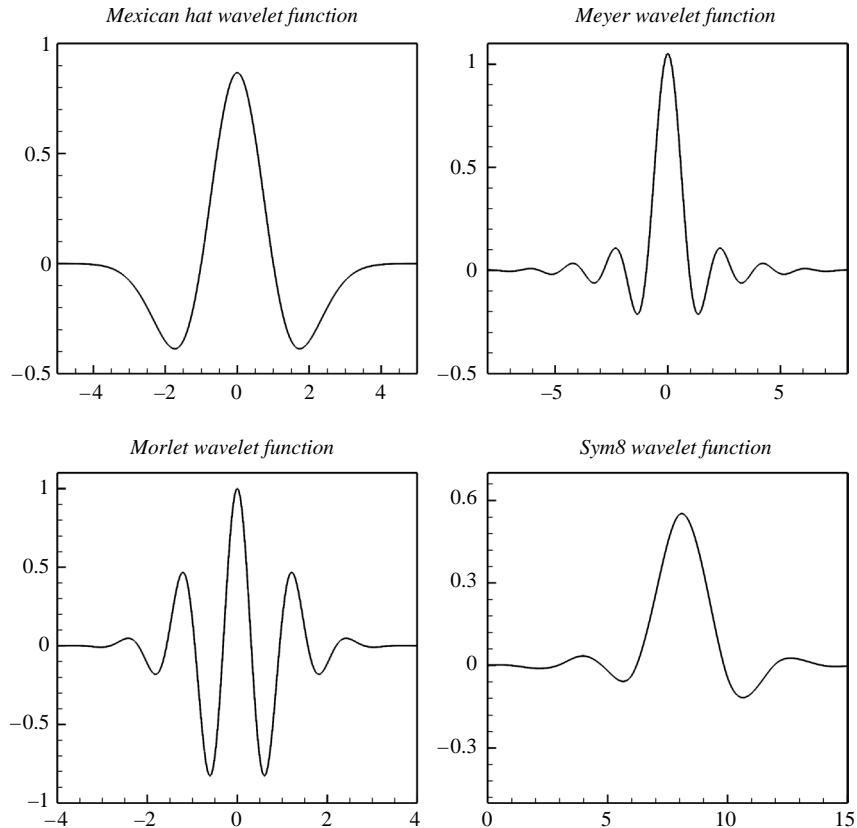 Mexican hat wavelet function
1
0.5
0
−0.5
−4 −2 0 2 4
Meyer wavelet function
1
0.5
0
−0.5
−5 0 5
Morlet wavelet function
1
0.5
0
−0.5
−1
−4 −2 0 2 4
Sym8 wavelet function
0.6
0.3
0
−0.3
0 5 10 15